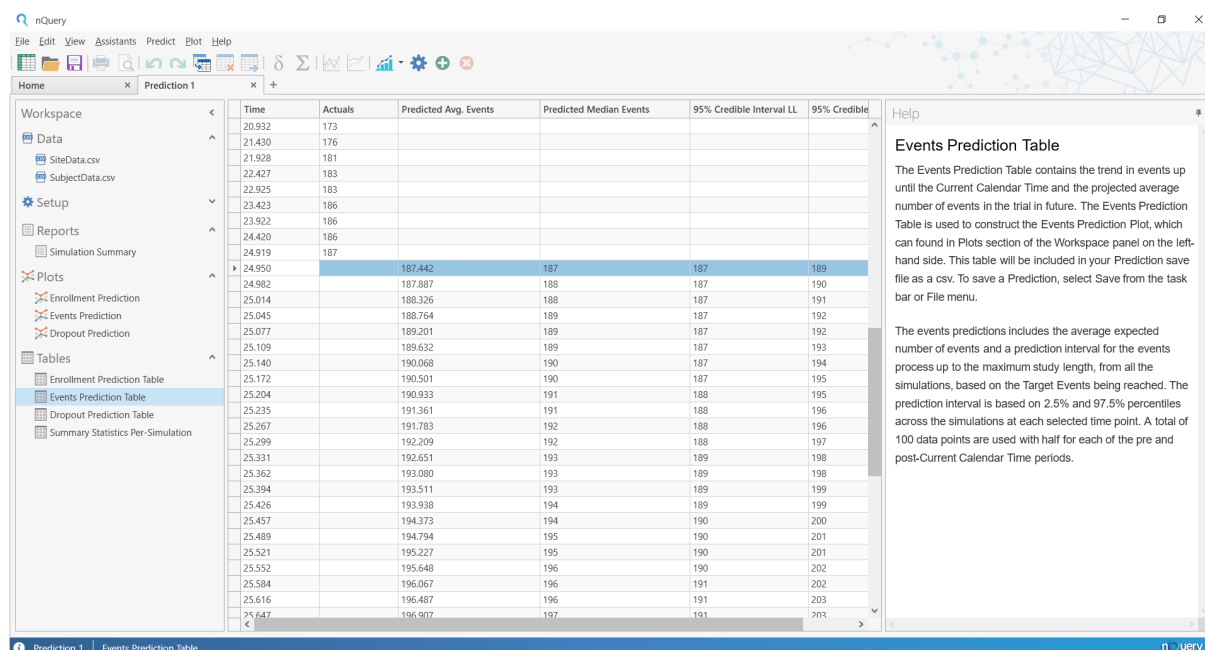 nQuery
File Edit View Assistants Predict Plot Help
Home × Prediction 1 × +
Workspace
Data
SiteData.csv
SubjectData.csv
Setup
Reports
Simulation Summary
Plots
Enrollment Prediction
Events Prediction
Dropout Prediction
Tables
Enrollment Prediction Table
Events Prediction Table
Dropout Prediction Table
Summary Statistics Per-Simulation
Time Actuals Predicted Avg. Events Predicted Median Events 95% Credible Interval LL 95% Credible
20.932 173
21.430 176
21.928 181
22.427 183
22.925 183
23.423 186
23.922 186
24.420 186
24.919 187
24.950 187.442 187 187 189
24.982 187.887 188 187 190
25.014 188.326 188 187 191
25.045 188.764 189 187 192
25.077 189.201 189 187 192
25.109 189.632 189 187 193
25.140 190.068 190 187 194
25.172 190.501 190 187 195
25.204 190.933 191 188 195
25.235 191.361 191 188 196
25.267 191.783 192 188 196
25.299 192.209 192 188 197
25.331 192.651 193 189 198
25.362 193.080 193 189 198
25.394 193.511 193 189 199
25.426 193.938 194 189 199
25.457 194.373 194 190 200
25.489 194.794 195 190 201
25.521 195.227 195 190 201
25.552 195.648 196 190 202
25.584 196.067 196 191 202
25.616 196.487 196 191 203
25.647 196.907 197 191 203
Help
Events Prediction Table
The Events Prediction Table contains the trend in events up
until the Current Calendar Time and the projected average
number of events in the trial in future. The Events Prediction
Table is used to construct the Events Prediction Plot, which
can found in Plots section of the Workspace panel on the left-
hand side. This table will be included in your Prediction save
file as a csv. To save a Prediction, select Save from the task
bar or File menu.
The events predictions includes the average expected
number of events and a prediction interval for the events
process up to the maximum study length, from all the
simulations, based on the Target Events being reached. The
prediction interval is based on 2.5% and 97.5% percentiles
across the simulations at each selected time point. A total of
100 data points are used with half for each of the pre and
post-Current Calendar Time periods.
Prediction 1 | Events Prediction Table
nQuery